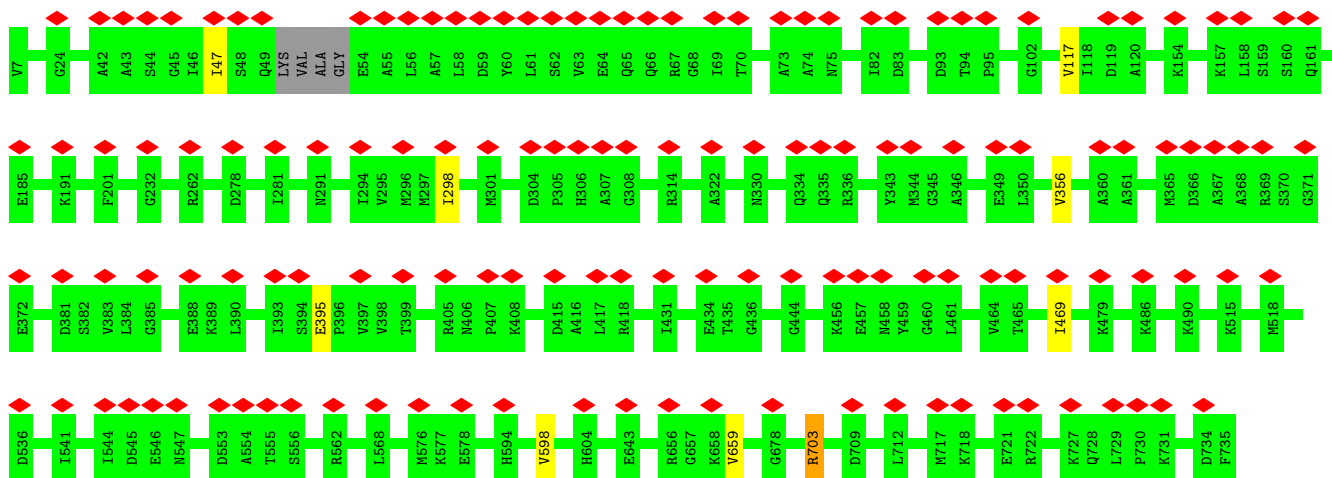 V7 G24 A42 A43 S44 G45 I46 I47 S48 Q49 LYS VAL ALA GLY E54 A55 L56 A57 L58 D59 Y60 L61 S62 V63 E64 Q65 Q66 R67 G68 I69 T70 A73 A74 N75 I82 D83 D93 T94 P95 G102 V117 I118 D119 A120 K154 K157 L158 S159 S160 Q161
E185 K191 F201 G232 R262 D278 I281 N291 I294 V295 M296 M297 I298 M301 D304 P305 H306 A307 G308 R314 A322 N330 Q334 Q335 R336 Y343 M344 G345 A346 E349 L350 V356 A360 A361 M365 D366 A367 A368 R369 S370 G371
E372 D381 S382 V383 L384 G385 E388 K389 L390 I393 S394 E395 P396 V397 V398 T399 R405 N406 P407 K408 D415 A416 L417 R418 I431 E434 T435 G436 G444 K456 E457 N458 Y459 G460 L461 V464 T465 I469 K479 K486 K490 K515 M518
D536 I541 I544 D545 E546 N547 D553 A554 T555 S556 R562 L568 M576 K577 E578 H594 V598 H604 E643 R656 G657 K658 V659 G678 R703 D709 L712 M717 K718 E721 R722 K727 Q728 L729 P730 K731 D734 F735